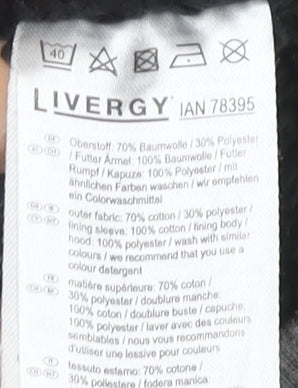 40
LIVERGY® IAN 78395
DE AT CH Oberstoff: 70% Baumwolle / 30% Polyester
/ Futter Ärmel: 100% Baumwolle / Futter
Rumpf / Kapuze: 100% Polyester / mit
ähnlichen Farben waschen / wir empfehlen
ein Colorwaschmittel
outer fabric: 70% cotton / 30% polyester /
lining sleeve: 100% cotton / lining body /
hood: 100% polyester / wash with similar
colours / we recommend that you use a
colour detergent
matière supérieure: 70% coton /
30% polyester / doublure manche:
100% coton / doublure buste / capuche:
100% polyester / laver avec des couleurs
semblables / nous vous recommandons
d'utiliser une lessive pour couleurs
tessuto esterno: 70% cotone /
30% poliestere / fodera manica: